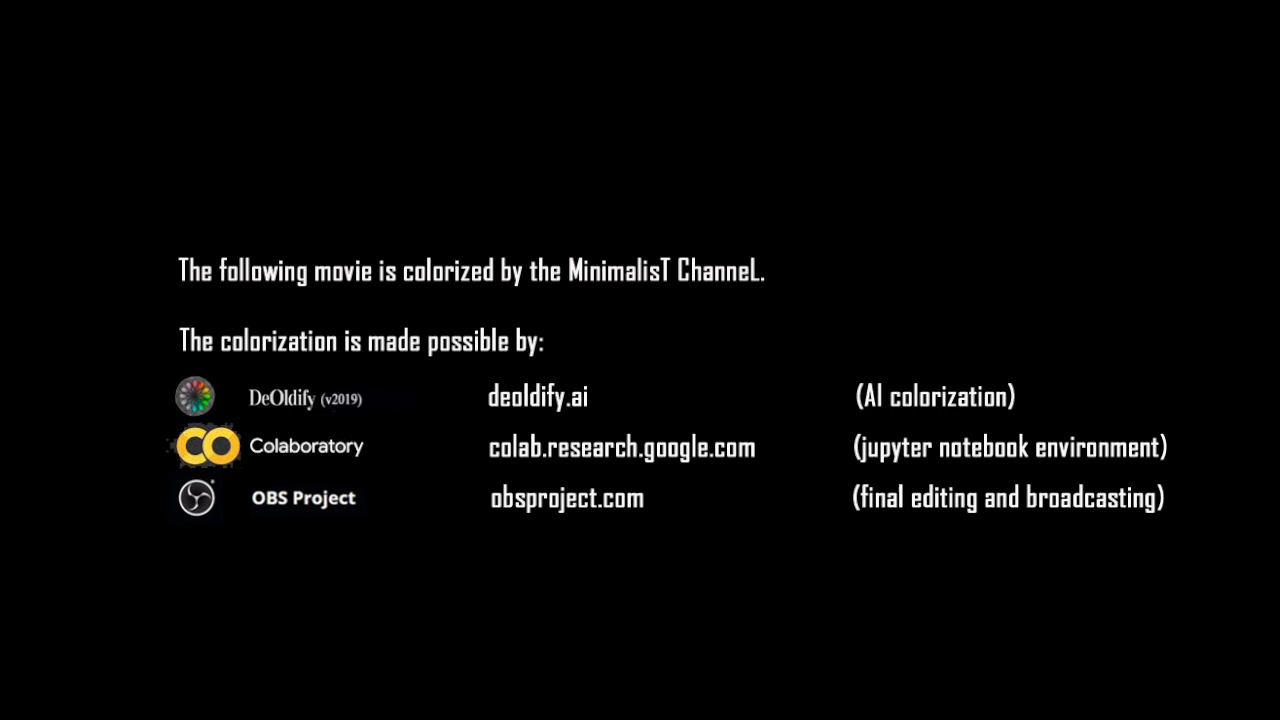 The following movie is colorized by the MinimalisT ChanneL.
The colorization is made possible by:
DeOldify (v2019) deoldify.ai (AI colorization)
Colaboratory colab.research.google.com (jupyter notebook environment)
OBS Project obsproject.com (final editing and broadcasting)